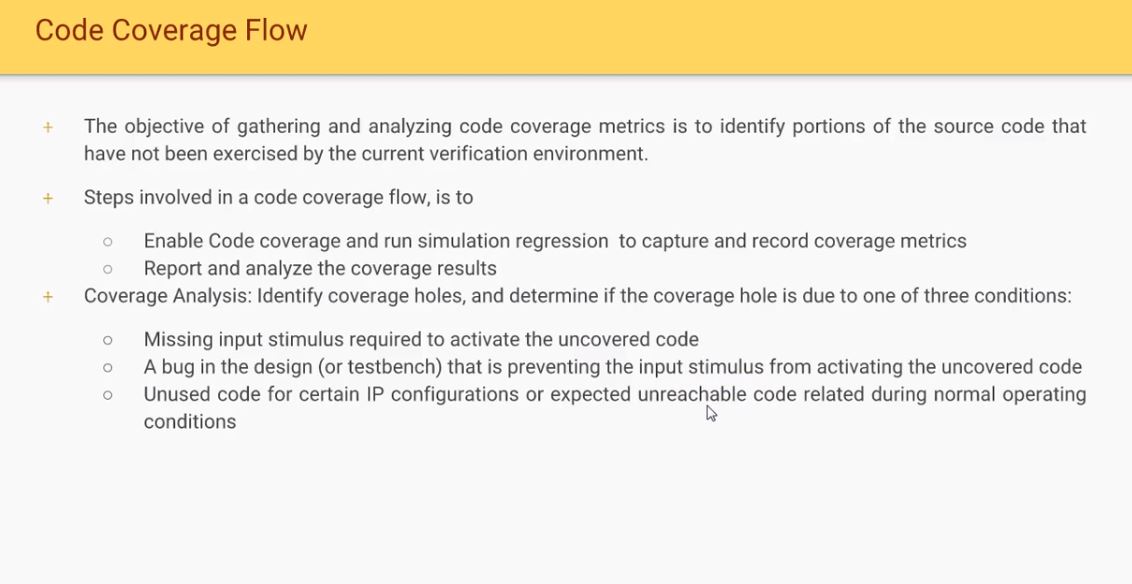 Code Coverage Flow
+ The objective of gathering and analyzing code coverage metrics is to identify portions of the source code that
have not been exercised by the current verification environment.
+ Steps involved in a code coverage flow, is to
○ Enable Code coverage and run simulation regression to capture and record coverage metrics
○ Report and analyze the coverage results
+ Coverage Analysis: Identify coverage holes, and determine if the coverage hole is due to one of three conditions:
○ Missing input stimulus required to activate the uncovered code
○ A bug in the design (or testbench) that is preventing the input stimulus from activating the uncovered code
○ Unused code for certain IP configurations or expected unreachable code related during normal operating
conditions